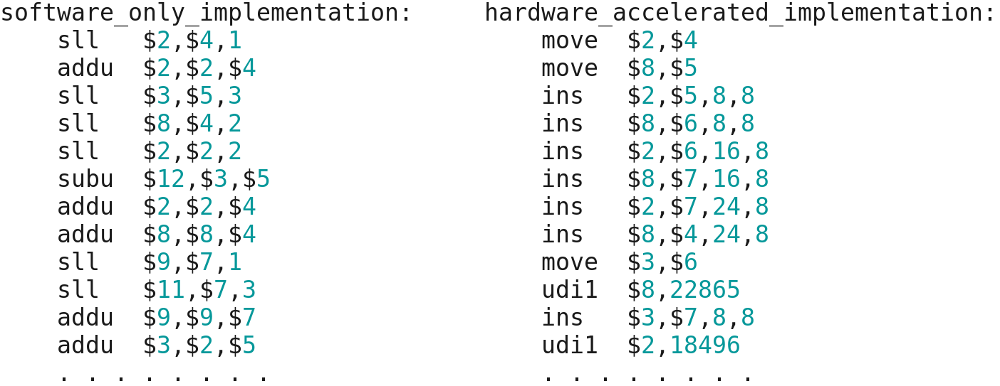 software_only_implementation:
sll $2,$4,1
addu $2,$2,$4
sll $3,$5,3
sll $8,$4,2
sll $2,$2,2
subu $12,$3,$5
addu $2,$2,$4
addu $8,$8,$4
sll $9,$7,1
sll $11,$7,3
addu $9,$9,$7
addu $3,$2,$5
. . . . . . . .
hardware_accelerated_implementation:
move $2,$4
move $8,$5
ins $2,$5,8,8
ins $8,$6,8,8
ins $2,$6,16,8
ins $8,$7,16,8
ins $2,$7,24,8
ins $8,$4,24,8
move $3,$6
udi1 $8,22865
ins $3,$7,8,8
udi1 $2,18496
. . . . . . . .